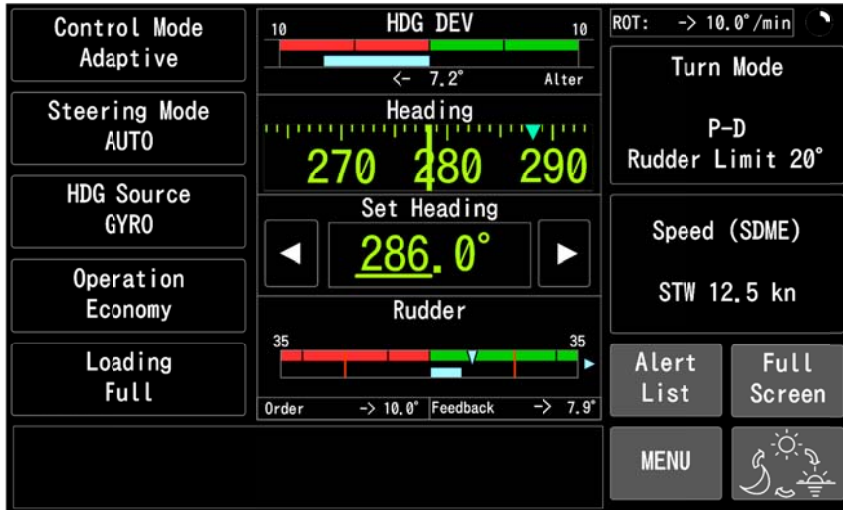 Control Mode
Adaptive
Steering Mode
AUTO
HDG Source
GYRO
Operation
Economy
Loading
Full
10 HDG DEV 10
<- 7.2° Alter
Heading
270 280 290
Set Heading
286.0°
Rudder
35 35
Order -> 10.0° Feedback -> 7.9°
ROT: -> 10.0°/min
Turn Mode
P-D
Rudder Limit 20°
Speed (SDME)
STW 12.5 kn
Alert
List
Full
Screen
MENU